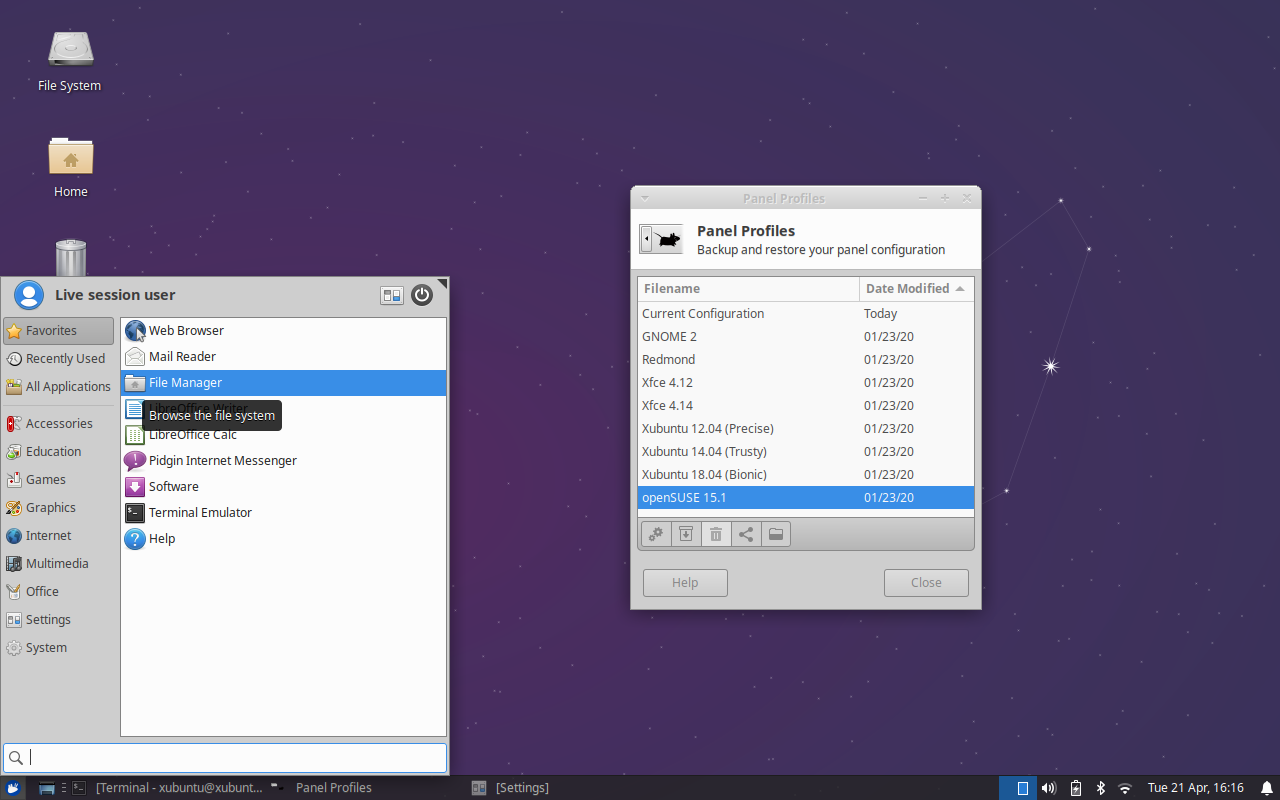 File System
Home
Live session user
Favorites
Recently Used
All Applications
Accessories
Education
Games
Graphics
Internet
Multimedia
Office
Settings
System
Web Browser
Mail Reader
File Manager
LibreOffice Writer
Browse the file system
LibreOffice Calc
Pidgin Internet Messenger
Software
Terminal Emulator
Help
Panel Profiles
Panel Profiles
Backup and restore your panel configuration
Filename Date Modified
Current Configuration Today
GNOME 2 01/23/20
Redmond 01/23/20
Xfce 4.12 01/23/20
Xfce 4.14 01/23/20
Xubuntu 12.04 (Precise) 01/23/20
Xubuntu 14.04 (Trusty) 01/23/20
Xubuntu 18.04 (Bionic) 01/23/20
openSUSE 15.1 01/23/20
Help Close
[Terminal - xubuntu@xubunt... Panel Profiles [Settings] Tue 21 Apr, 16:16